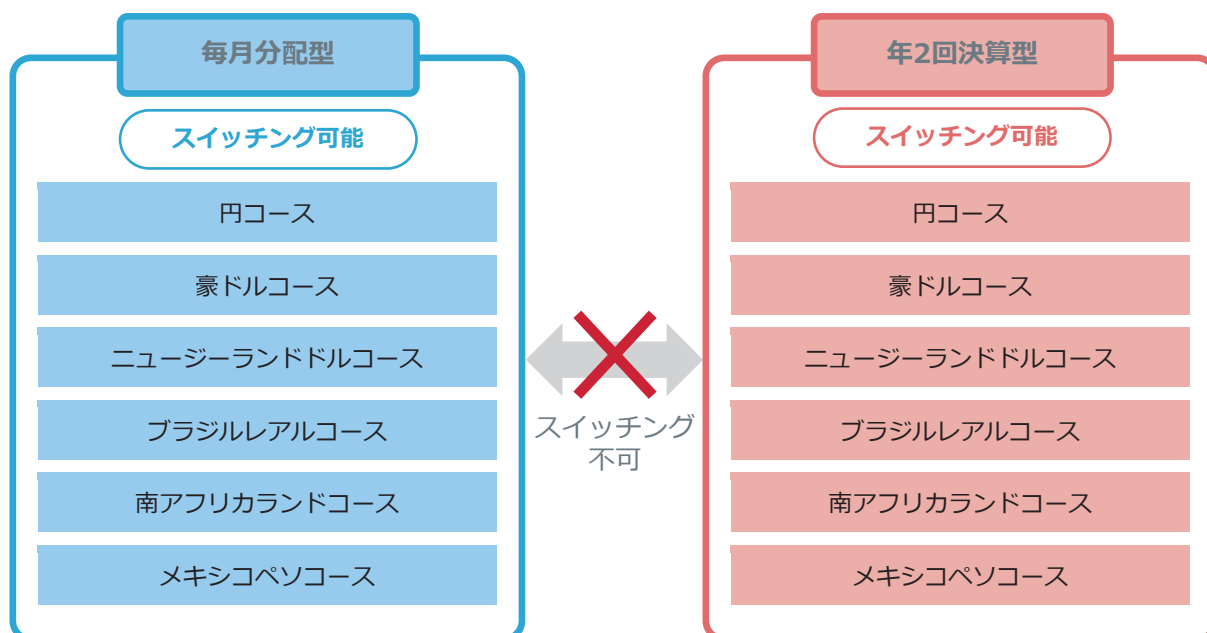 毎月分配型
スイッチング可能
円コース
豪ドルコース
ニュージーランドドルコース
ブラジルレアルコース
南アフリカランドコース
メキシコペソコース
スイッチング
不可
年2回決算型
スイッチング可能
円コース
豪ドルコース
ニュージーランドドルコース
ブラジルレアルコース
南アフリカランドコース
メキシコペソコース